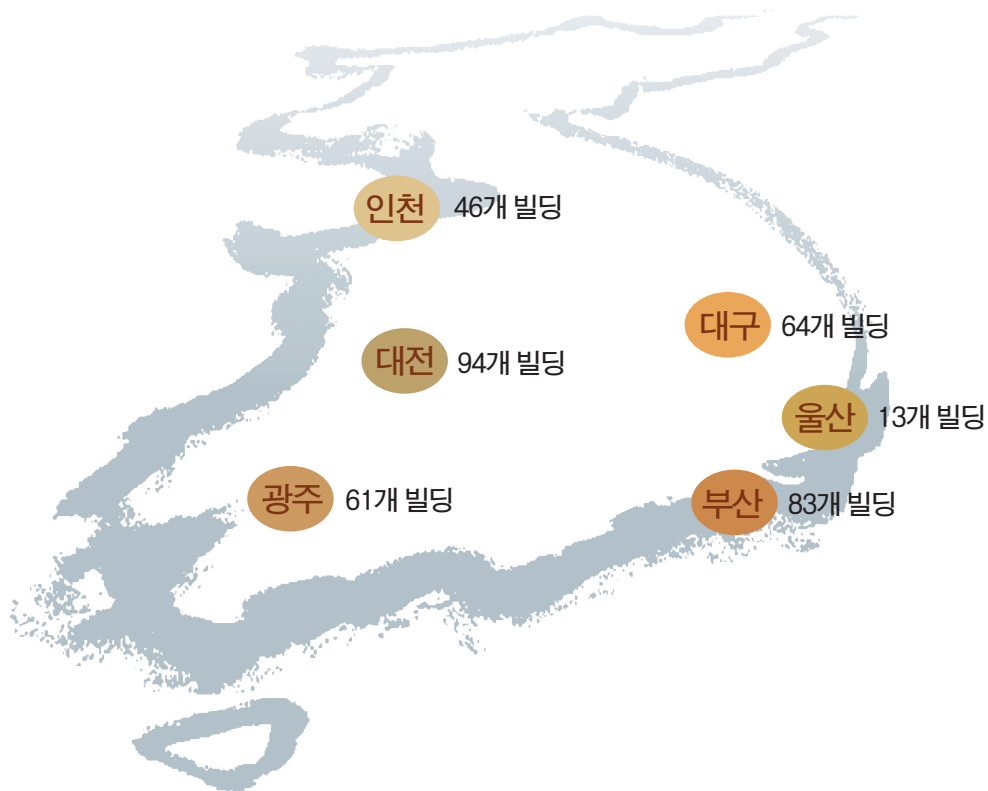 인천 46개 빌딩
대구 64개 빌딩
대전 94개 빌딩
울산 13개 빌딩
광주 61개 빌딩
부산 83개 빌딩